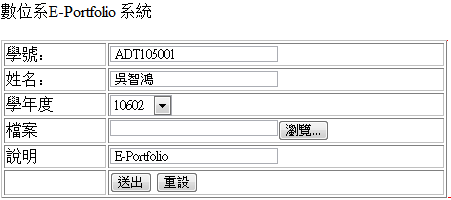 數位系E-Portfolio 系統
學號： ADT105001
姓名： 吳智鴻
學年度 10602
檔案 瀏覽...
說明 E-Portfolio
送出 重設